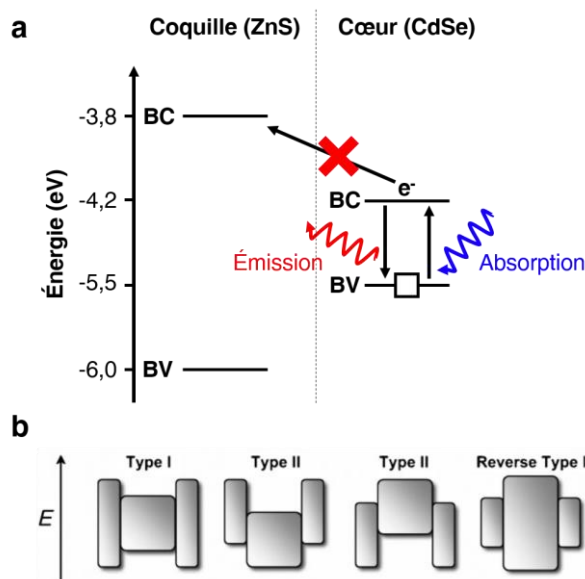 a
Coquille (ZnS) Cœur (CdSe)
Énergie (eV)
-3,8 BC
e-
-4,2 BC
Émission Absorption
-5,5 BV
-6,0 BV
b
Type I Type II Type II Reverse Type I
E